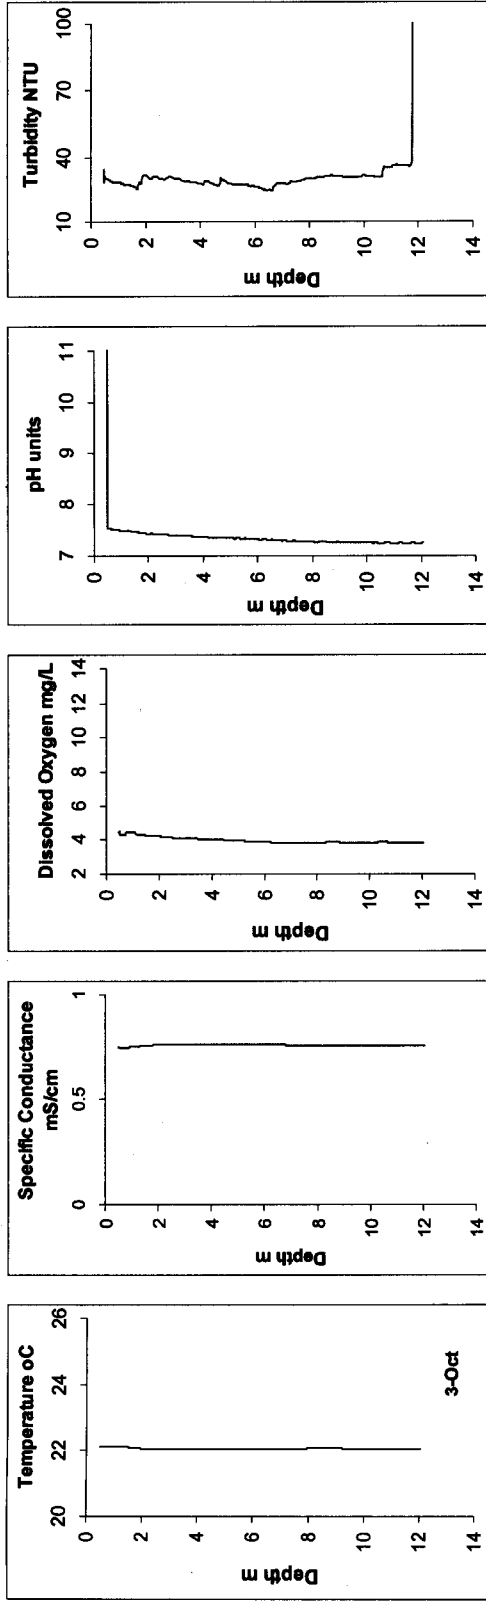 Temperature oC
20 22 24 26
0
2
4
6
8
10
12
14
Depth m
3-Oct
Specific Conductance
mS/cm
0 0.5 1
0
2
4
6
8
10
12
14
Depth m
Dissolved Oxygen mg/L
2 4 6 8 10 12 14
0
2
4
6
8
10
12
14
Depth m
pH units
7 8 9 10 11
0
2
4
6
8
10
12
14
Depth m
Turbidity NTU
10 40 70 100
0
2
4
6
8
10
12
14
Depth m